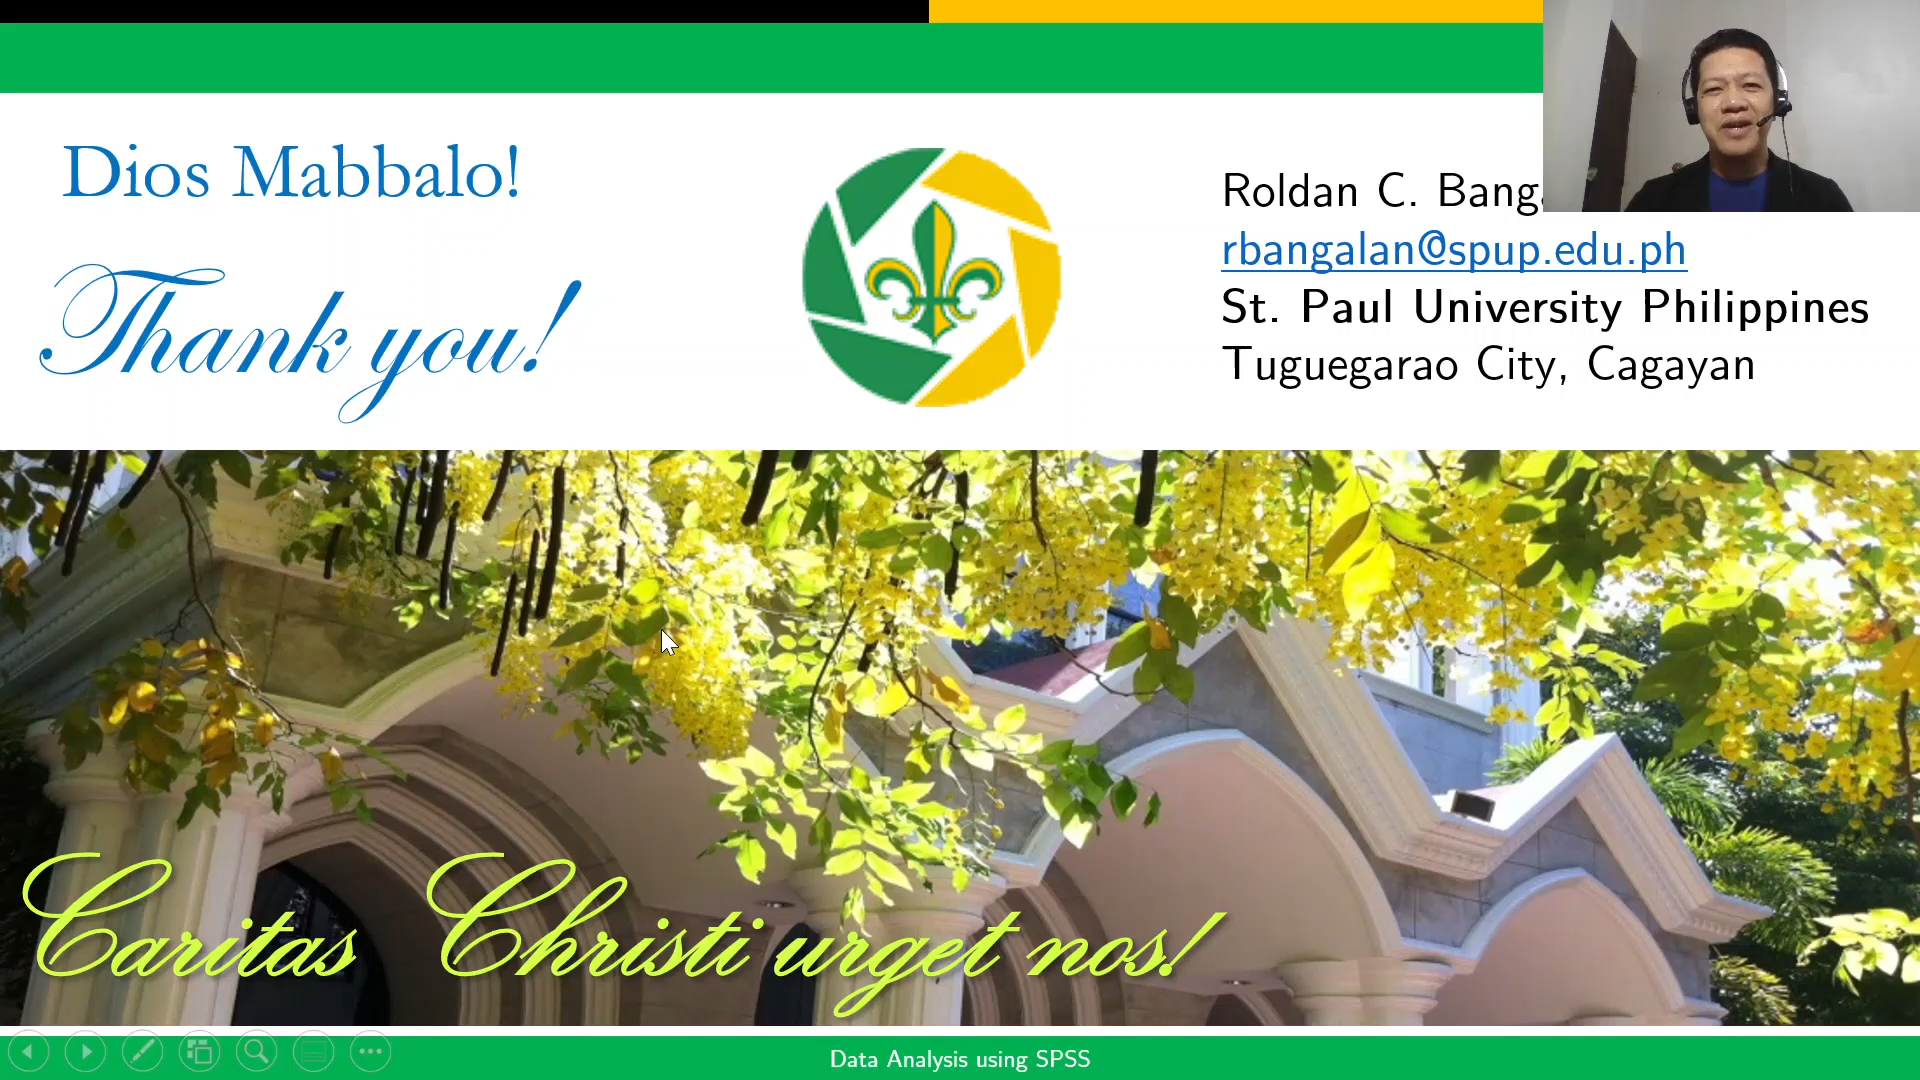 Dios Mabbalo!
Thank you!
Roldan C.
rbangalan@spup.edu.ph
St. Paul University Philippines
Tuguegarao City, Cagayan
Caritas Christi urget nos!
Data Analysis using SPSS